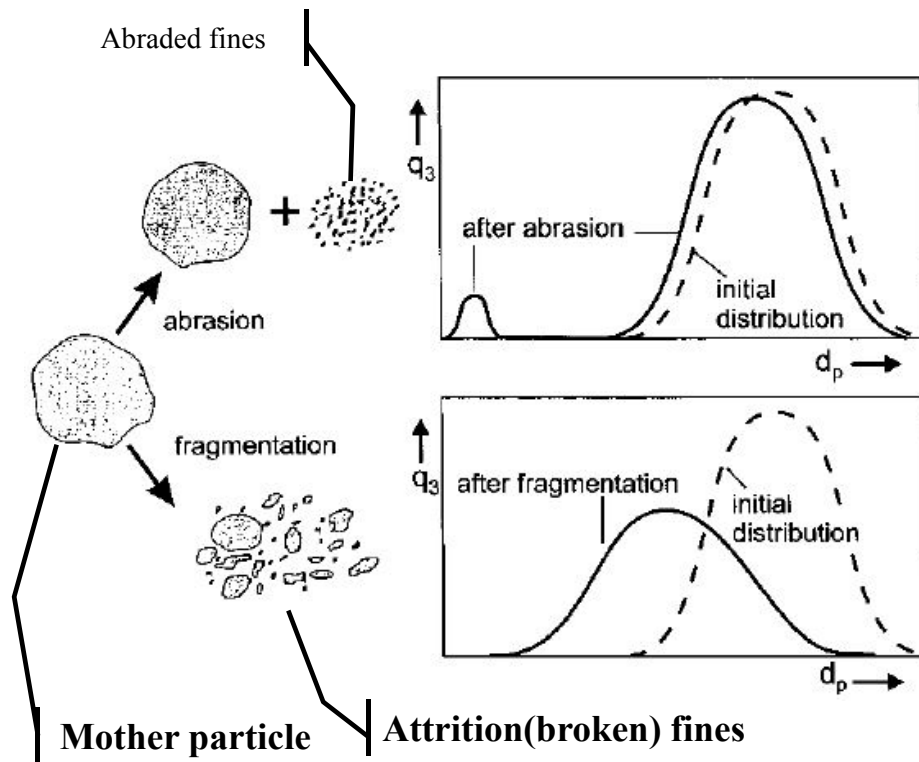 Abraded fines
q3
after abrasion
initial
distribution
dp
+
abrasion
fragmentation
q3
after fragmentation
initial
distribution
dp
Mother particle
Attrition(broken) fines